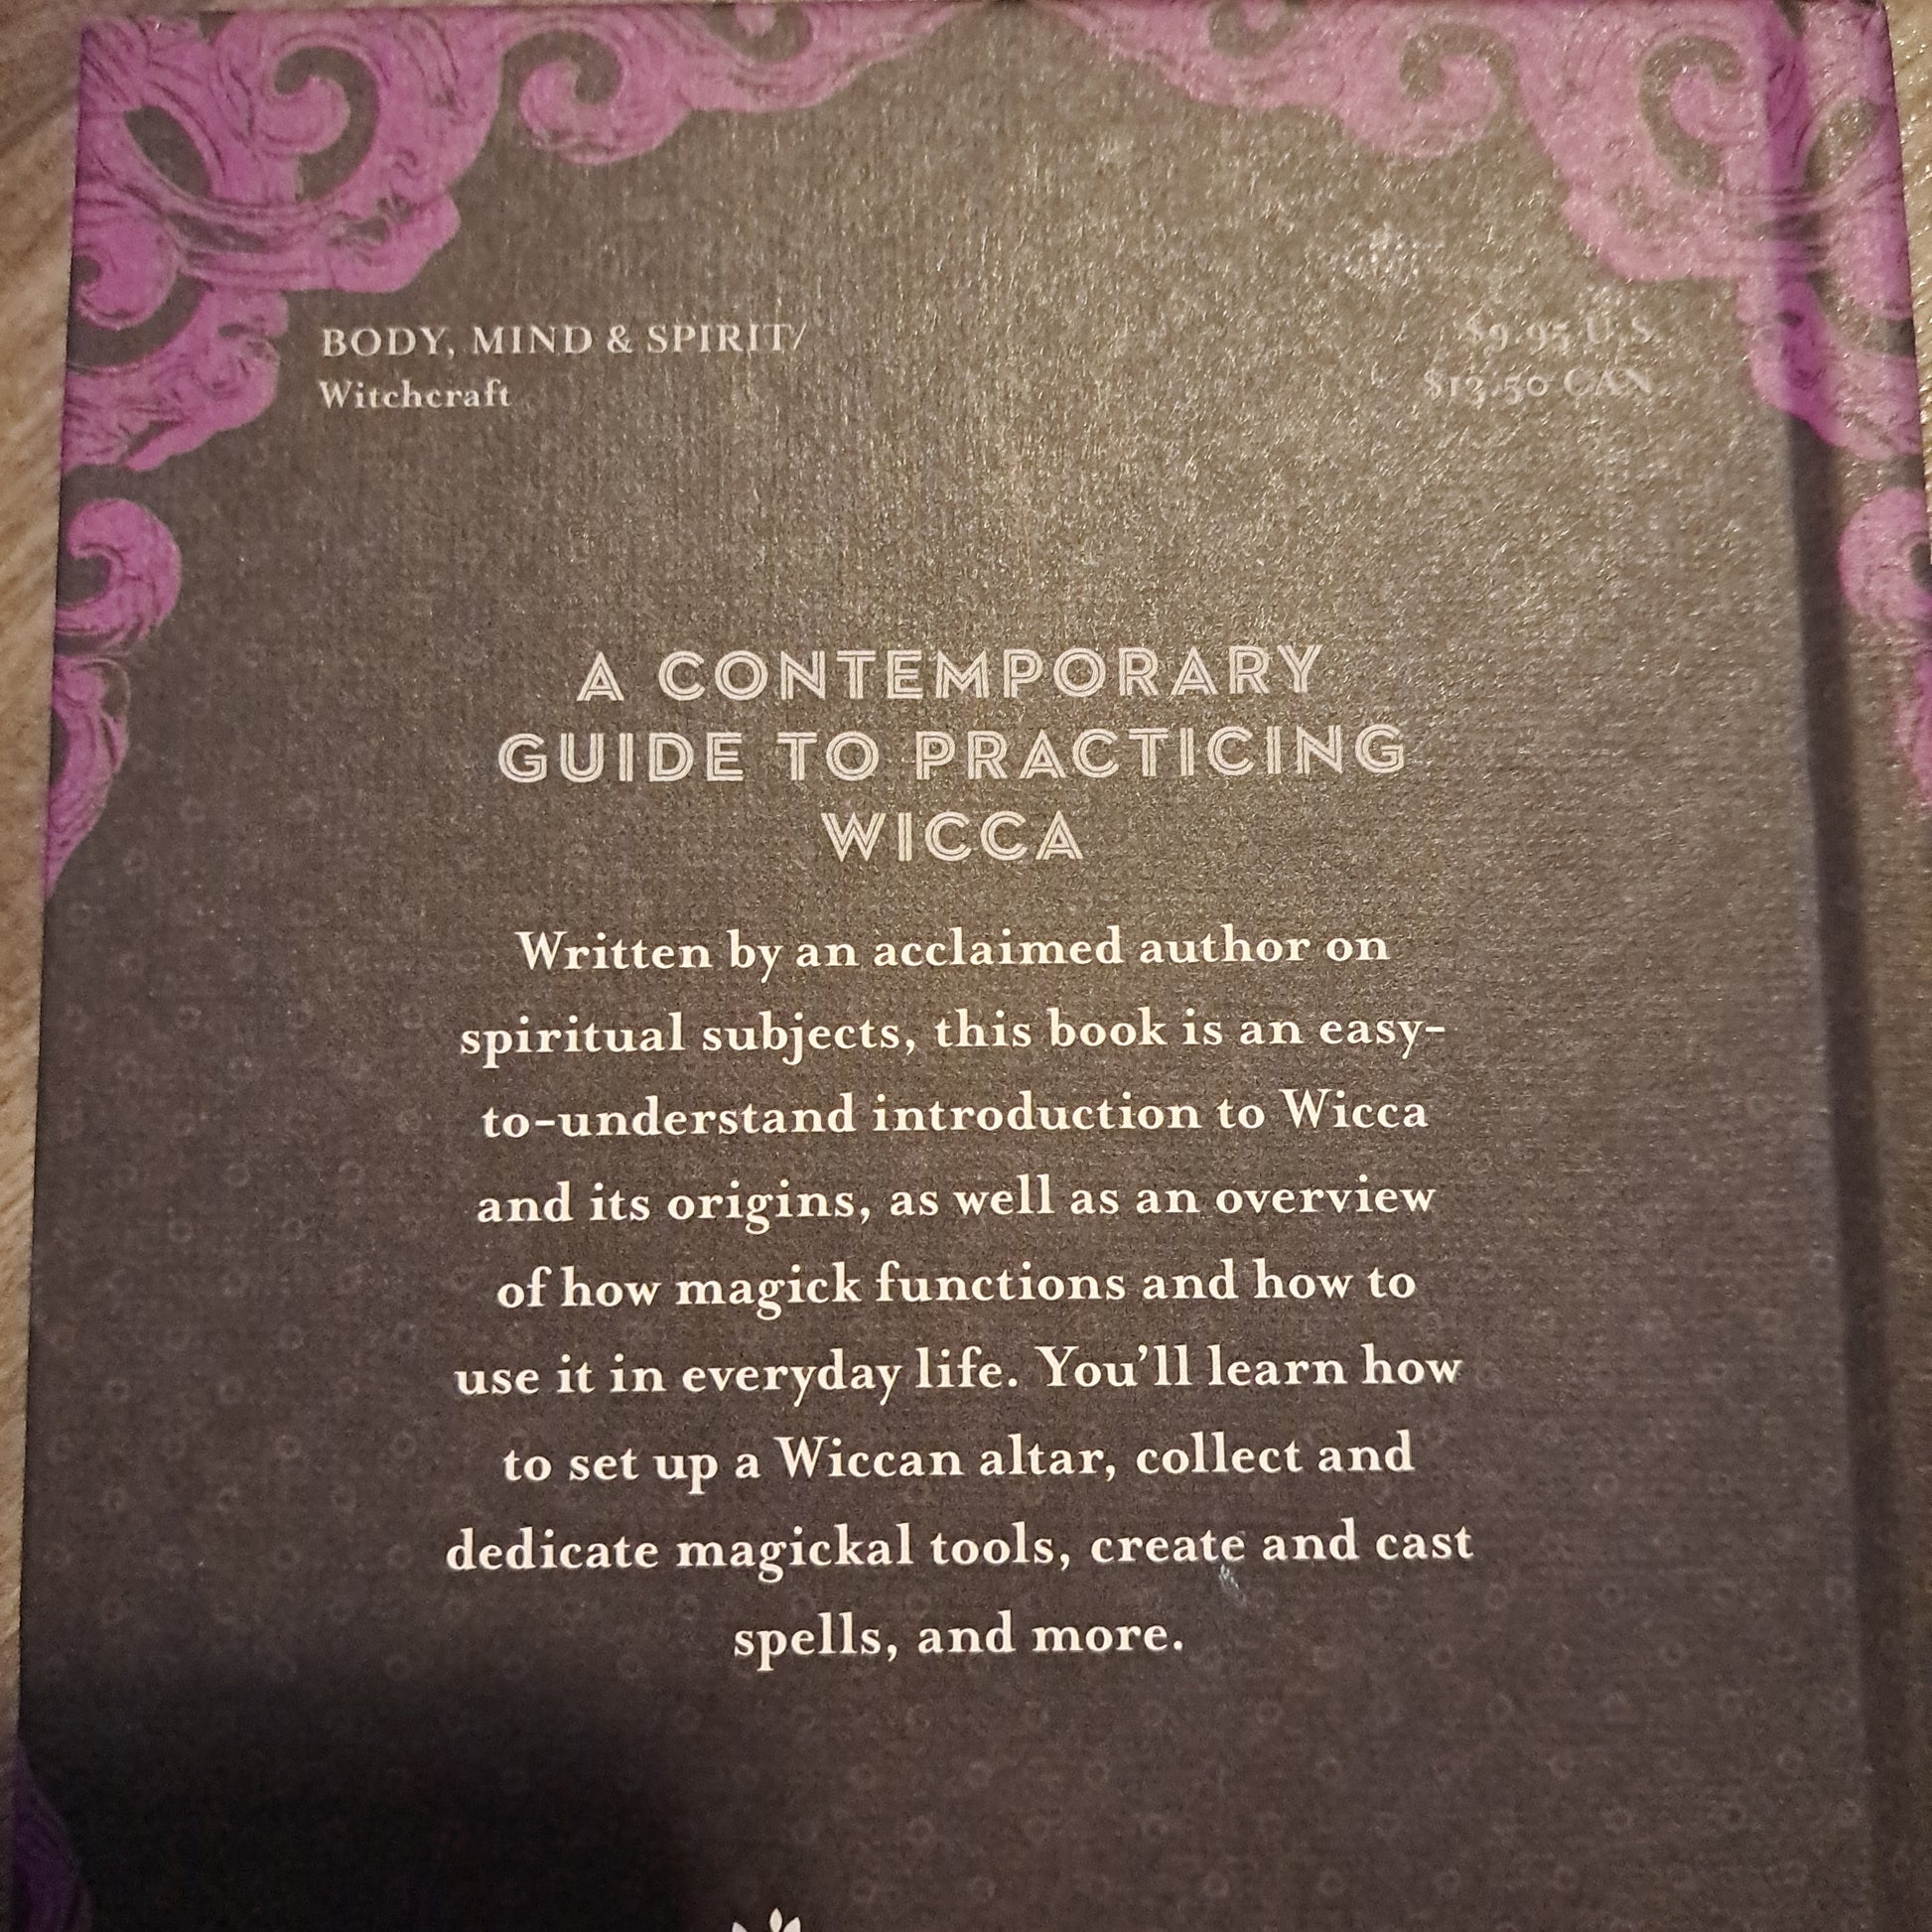 BODY, MIND & SPIRIT/
Witchcraft
$9.95 U.S.
$13.50 CAN.
A CONTEMPORARY
GUIDE TO PRACTICING
WICCA
Written by an acclaimed author on
spiritual subjects, this book is an easy-
to-understand introduction to Wicca
and its origins, as well as an overview
of how magick functions and how to
use it in everyday life. You’ll learn how
to set up a Wiccan altar, collect and
dedicate magickal tools, create and cast
spells, and more.